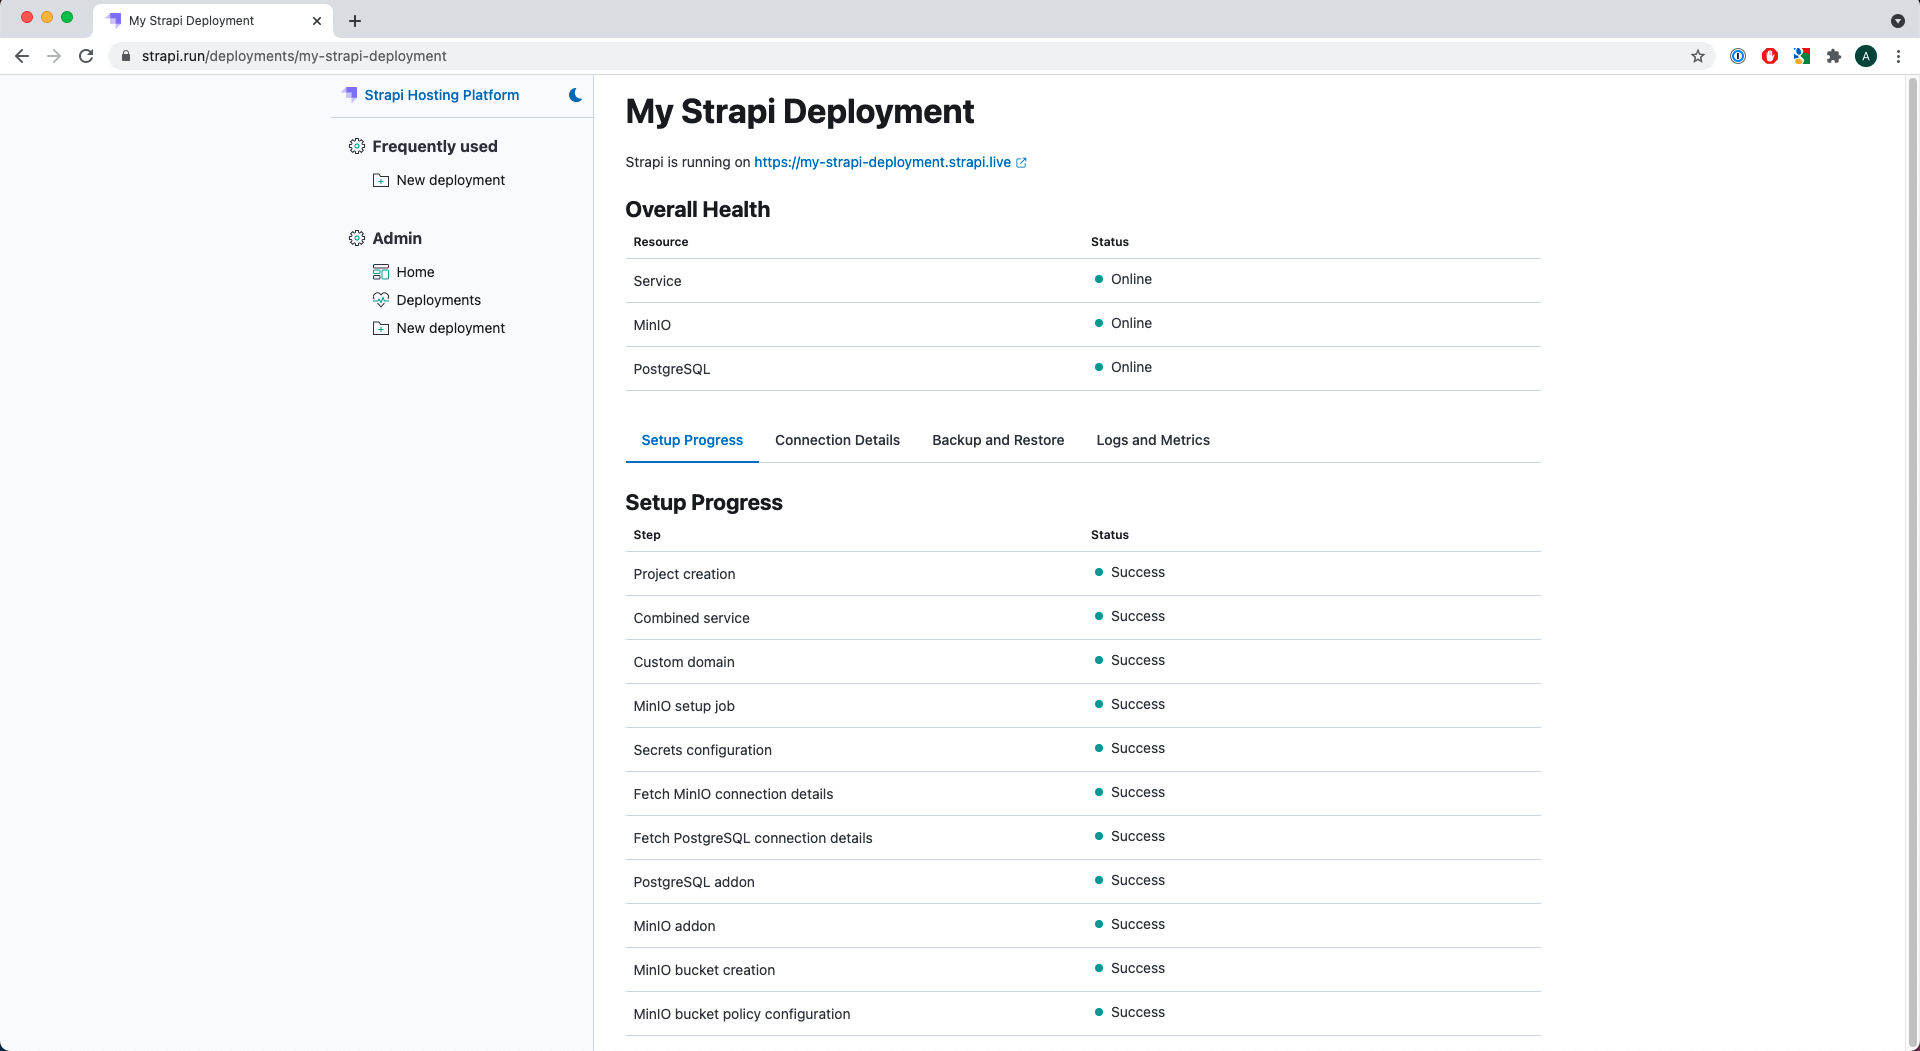 My Strapi Deployment
strapi.run/deployments/my-strapi-deployment
A
Strapi Hosting Platform
Frequently used
New deployment
Admin
Home
Deployments
New deployment
My Strapi Deployment
Strapi is running on https://my-strapi-deployment.strapi.live
Overall Health
Resource Status
Service Online
MinIO Online
PostgreSQL Online
Setup Progress Connection Details Backup and Restore Logs and Metrics
Setup Progress
Step Status
Project creation Success
Combined service Success
Custom domain Success
MinIO setup job Success
Secrets configuration Success
Fetch MinIO connection details Success
Fetch PostgreSQL connection details Success
PostgreSQL addon Success
MinIO addon Success
MinIO bucket creation Success
MinIO bucket policy configuration Success